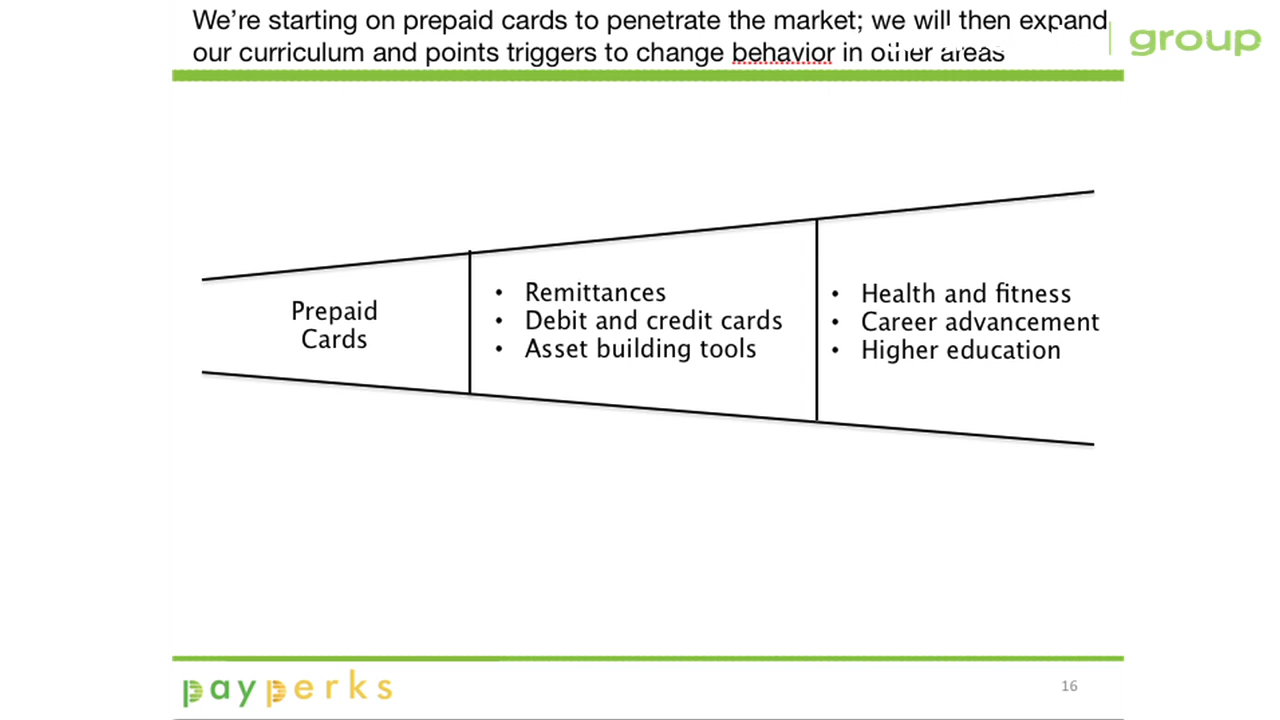 We're starting on prepaid cards to penetrate the market; we will then expand
our curriculum and points triggers to change behavior in other areas
group
Prepaid
Cards
• Remittances
• Debit and credit cards
• Asset building tools
• Health and fitness
• Career advancement
• Higher education
payperks
16